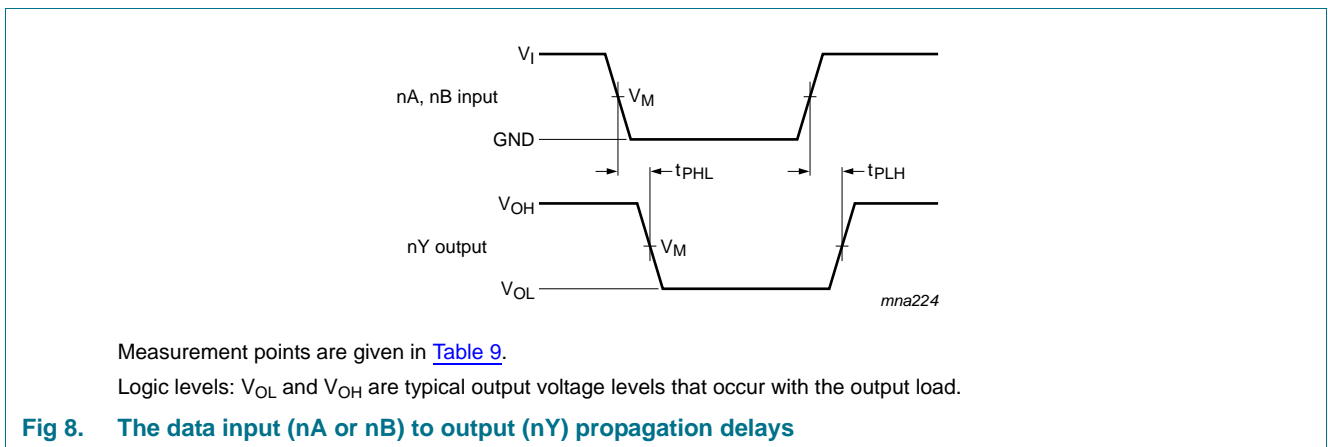 VI
nA, nB input
VM
GND
tPHL
tPLH
VOH
nY output
VM
VOL
mna224
Measurement points are given in Table 9.
Logic levels: VOL and VOH are typical output voltage levels that occur with the output load.
Fig 8. The data input (nA or nB) to output (nY) propagation delays